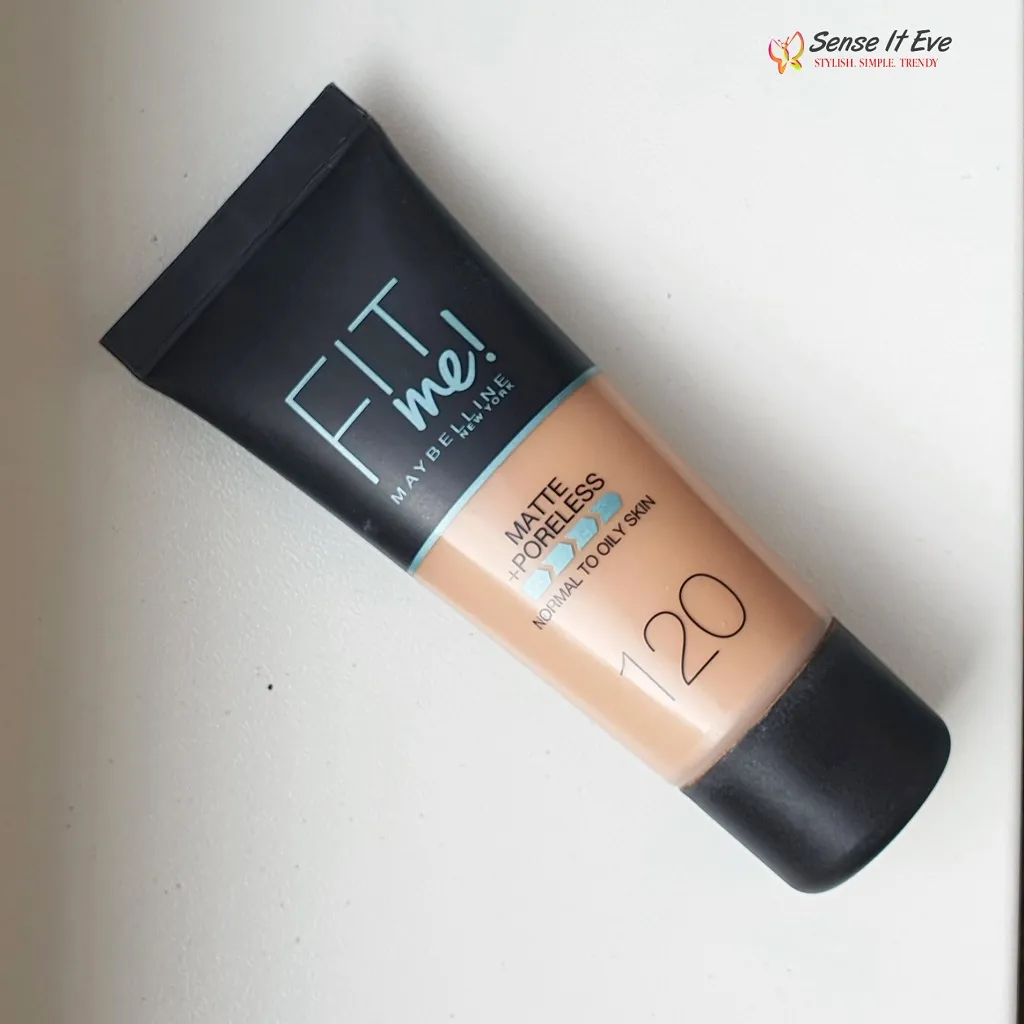 Sense It Eve
STYLISH. SIMPLE. TRENDY
FIT
me!
MAYBELLINE
NEW YORK
MATTE
+PORELESS
NORMAL TO OILY SKIN
120